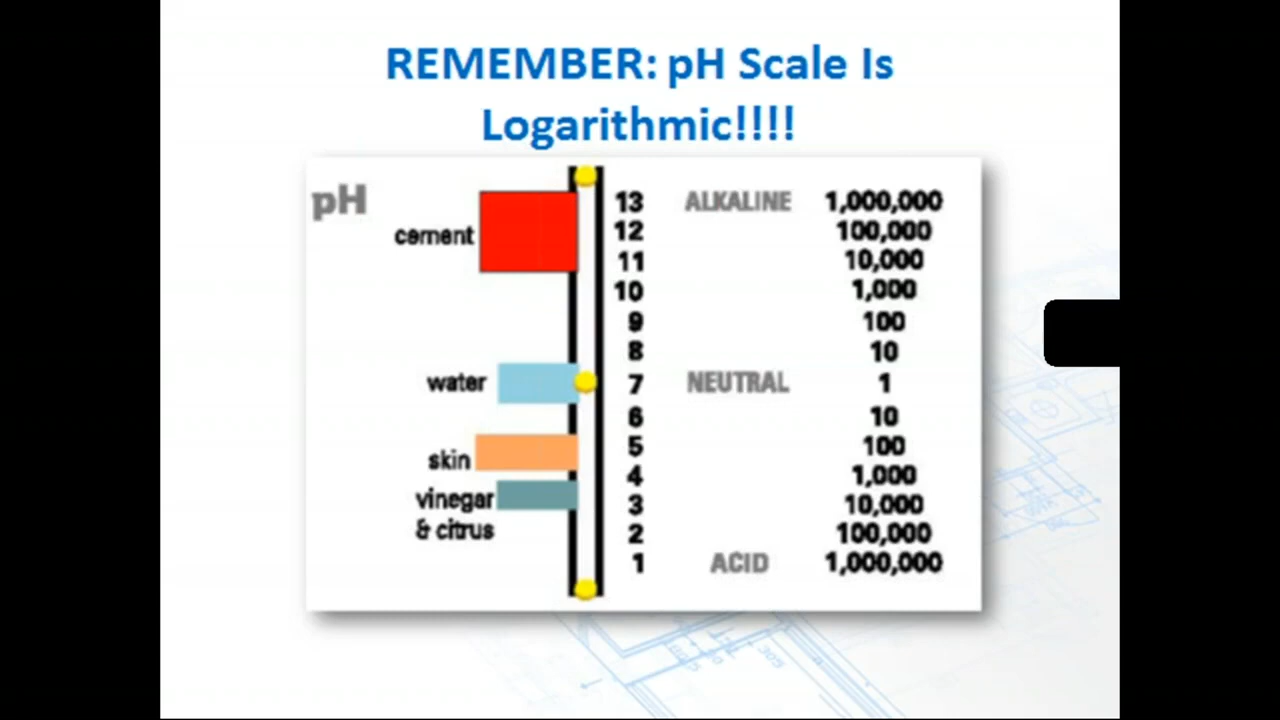 REMEMBER: pH Scale Is
Logarithmic!!!!
pH
13 ALKALINE 1,000,000
cement
12 100,000
11 10,000
10 1,000
9 100
8 10
water
7 NEUTRAL 1
6 10
5 100
skin
4 1,000
vinegar
3 10,000
& citrus
2 100,000
1 ACID 1,000,000
305